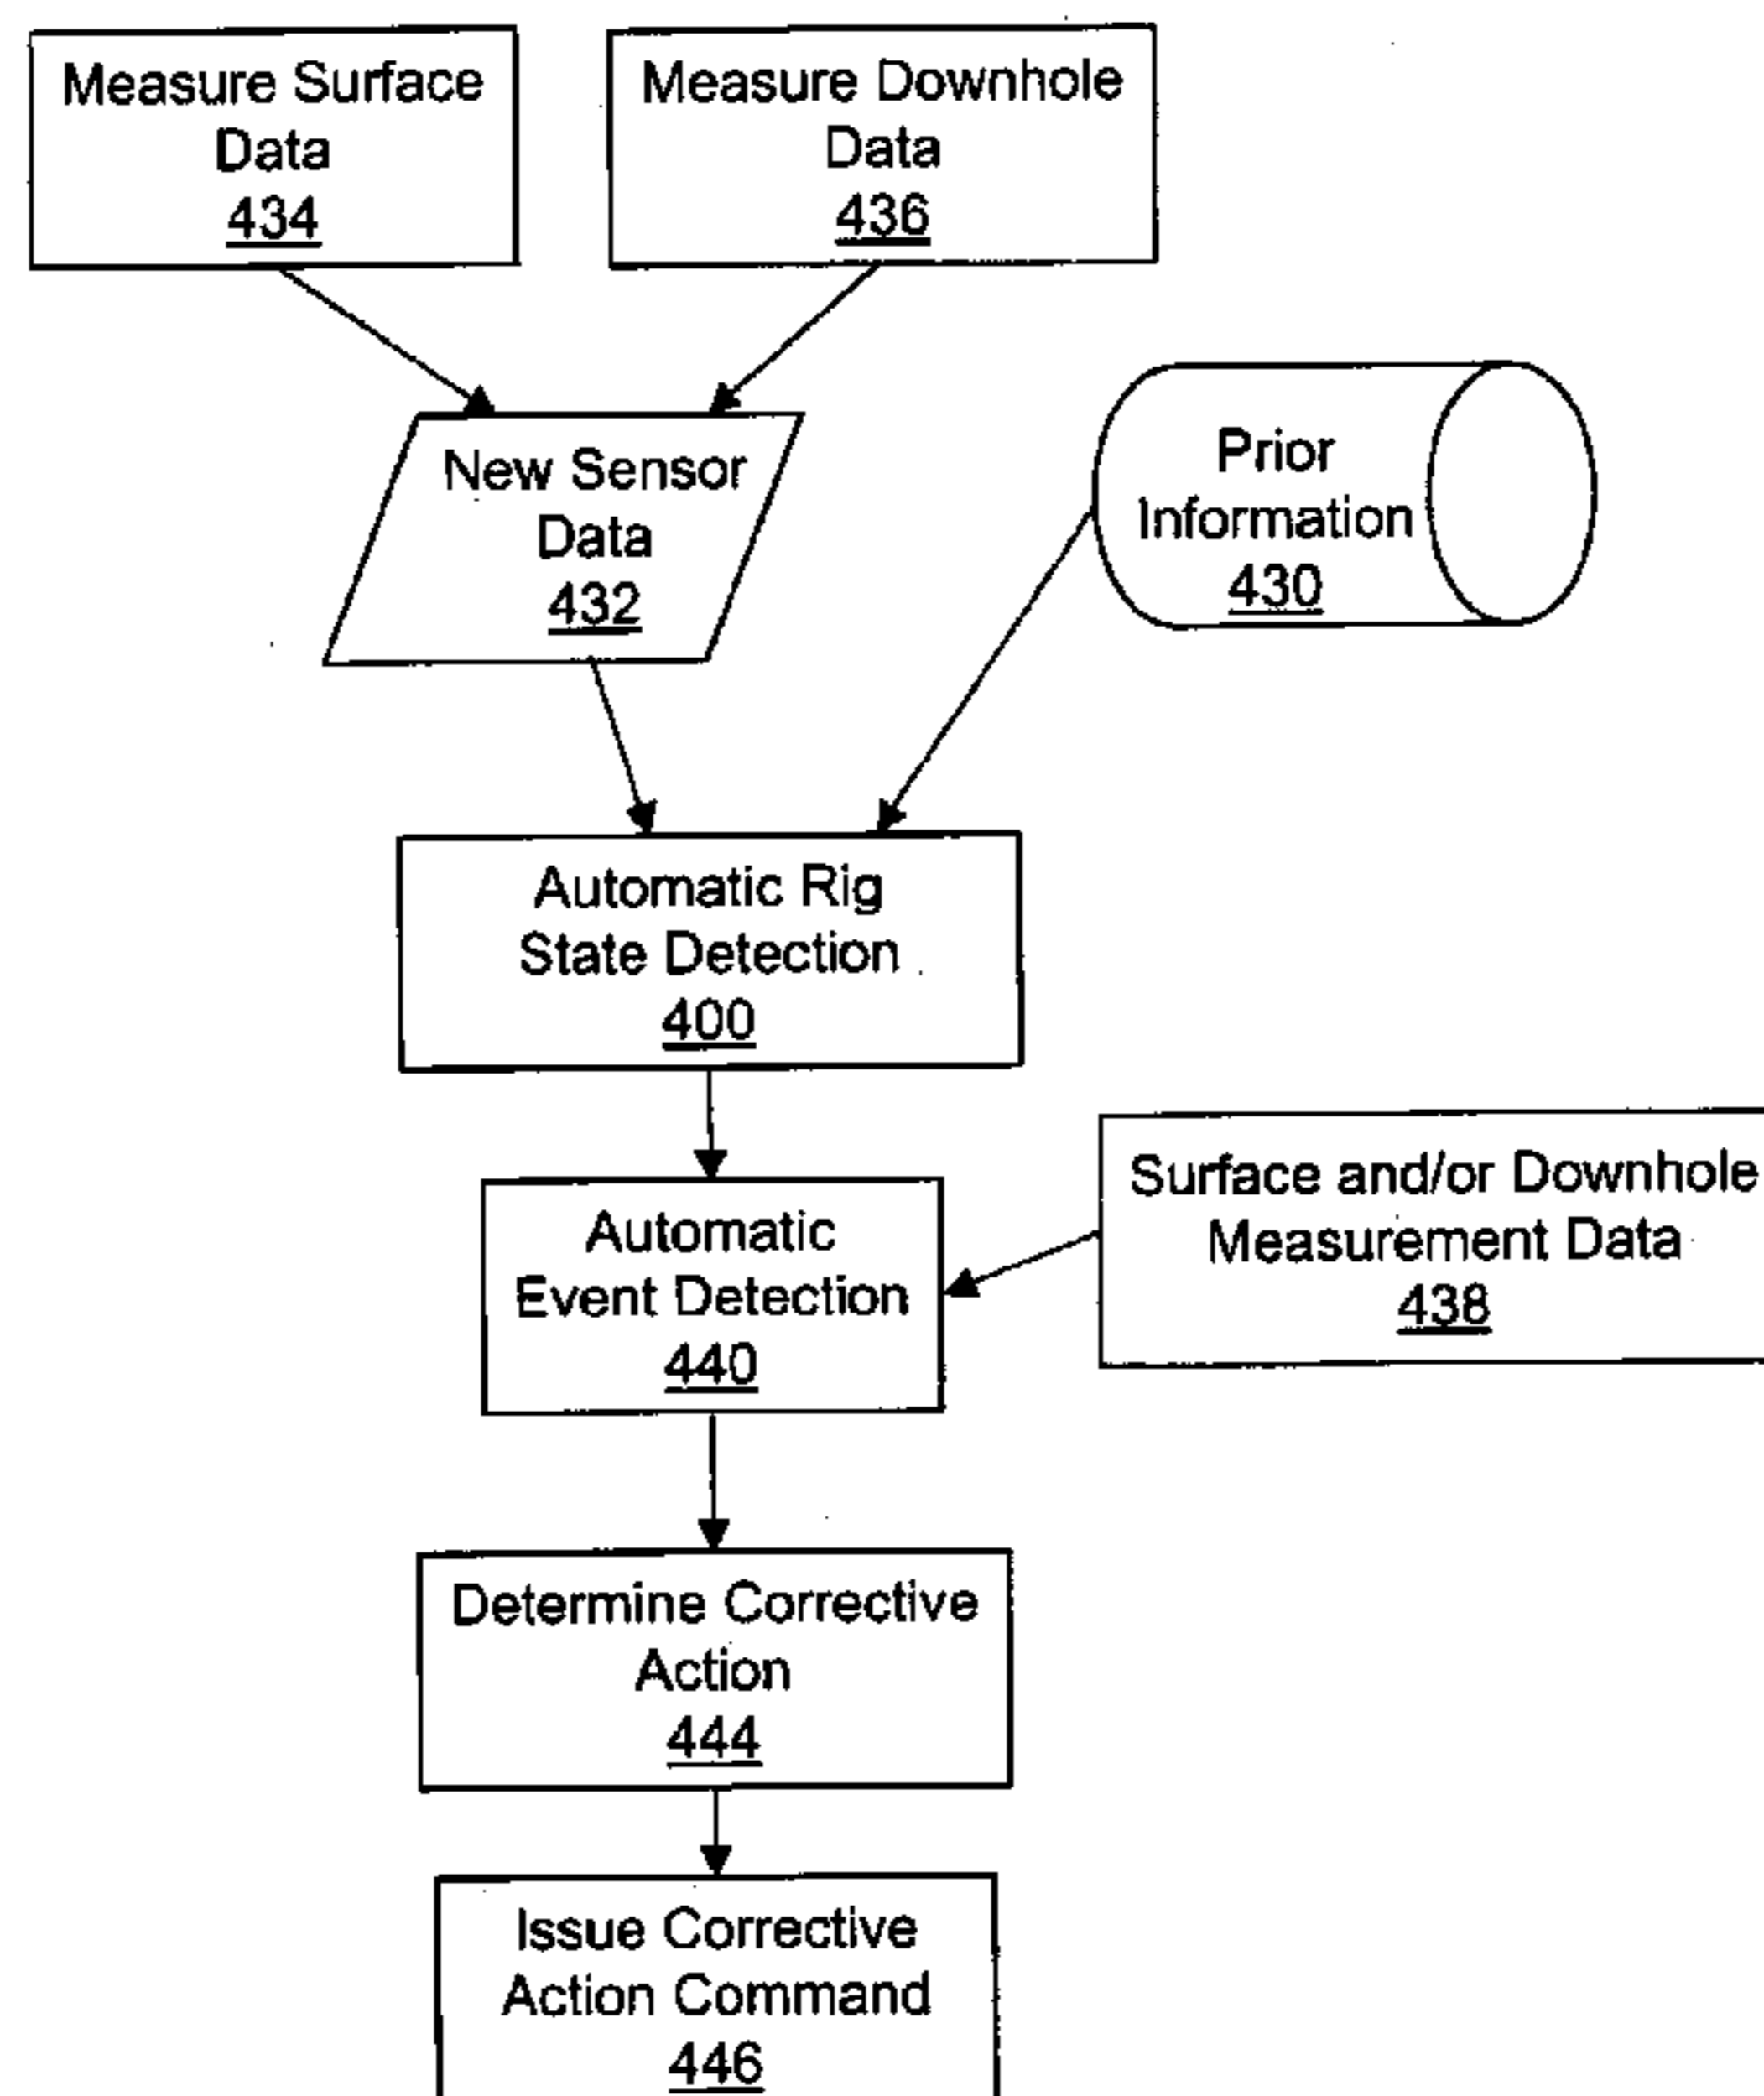 Measure Surface
Data
434
Measure Downhole
Data
436
New Sensor
Data
432
Prior
Information
430
Automatic Rig
State Detection
400
Surface and/or Downhole
Measurement Data
438
Automatic
Event Detection
440
Determine Corrective
Action
444
Issue Corrective
Action Command
446